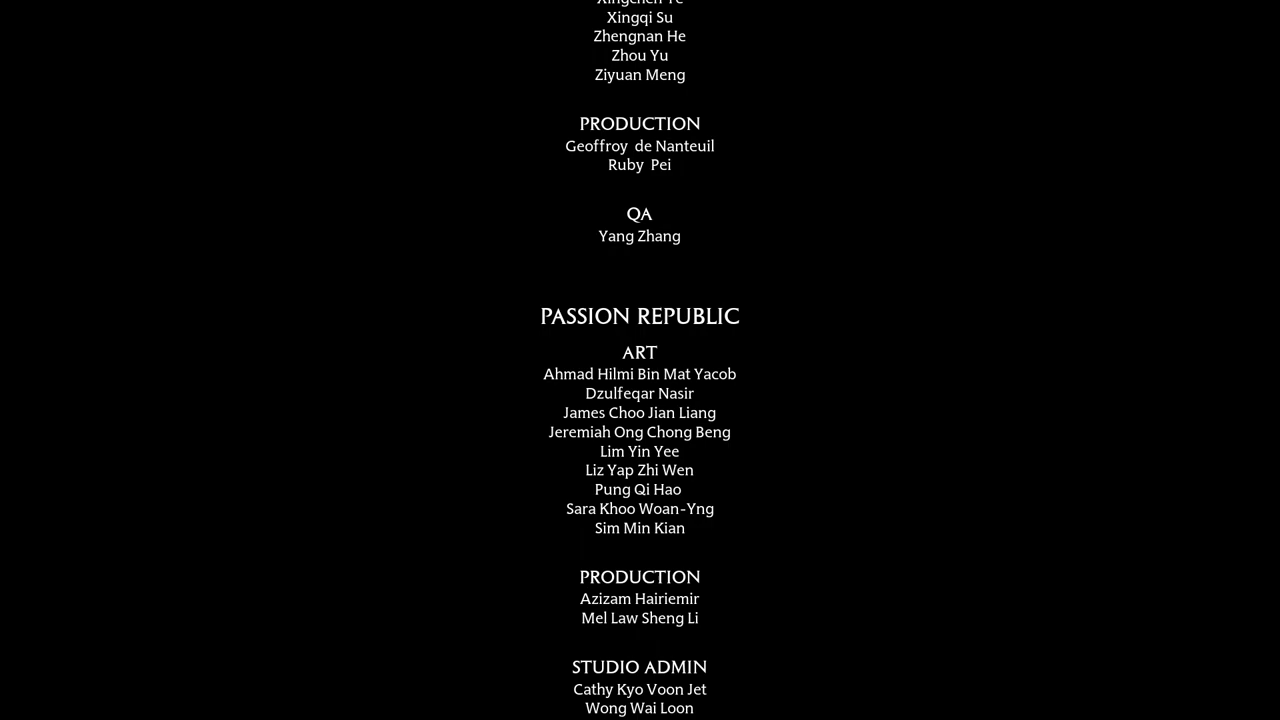 Xingqi Su
Zhengnan He
Zhou Yu
Ziyuan Meng
PRODUCTION
Geoffroy  de Nanteuil
Ruby  Pei
QA
Yang Zhang
PASSION REPUBLIC
ART
Ahmad Hilmi Bin Mat Yacob
Dzulfeqar Nasir
James Choo Jian Liang
Jeremiah Ong Chong Beng
Lim Yin Yee
Liz Yap Zhi Wen
Pung Qi Hao
Sara Khoo Woan-Yng
Sim Min Kian
PRODUCTION
Azizam Hairiemir
Mel Law Sheng Li
STUDIO ADMIN
Cathy Kyo Voon Jet
Wong Wai Loon